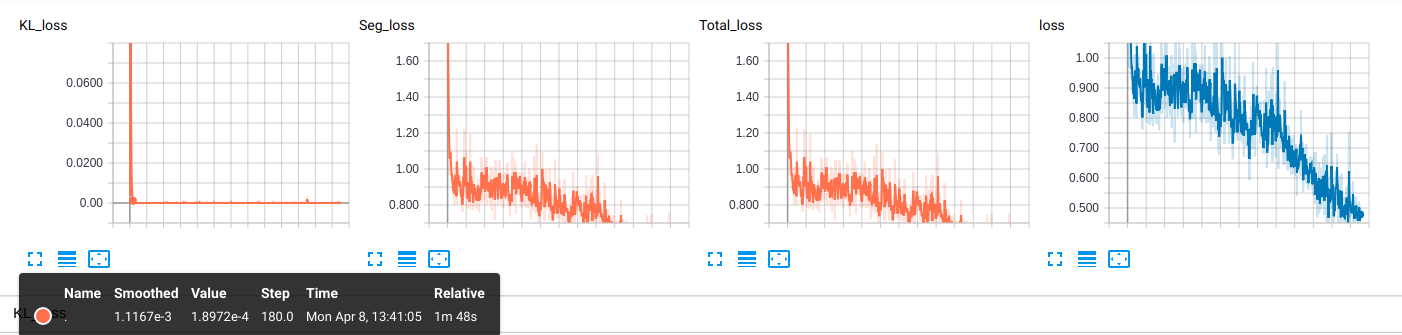 KL_loss Seg_loss Total_loss loss
0.0600 1.60 1.60 1.00
0.0400 1.40 1.40 0.900
0.0200 1.20 1.20 0.800
0.00 1.00 1.00 0.700
0.800 0.800 0.600
0.500
Name Smoothed Value Step Time Relative
. 1.1167e-3 1.8972e-4 180.0 Mon Apr 8, 13:41:05 1m 48s
KL_loss